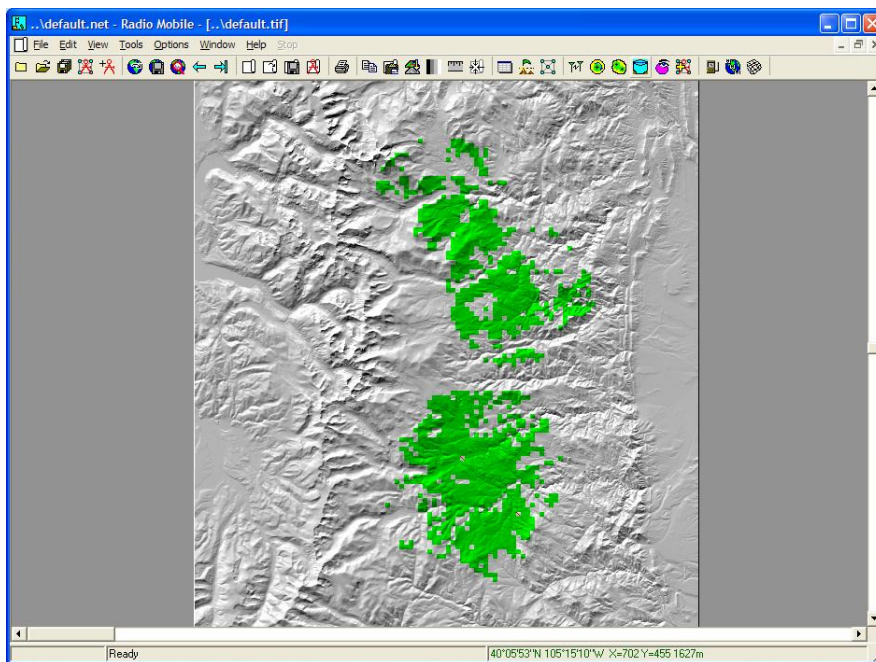 ..\default.net - Radio Mobile - [..\default.tif]
File Edit View Tools Options Window Help Stop
Ready
40°05'53"N 105°15'10"W X=702 Y=455 1627m